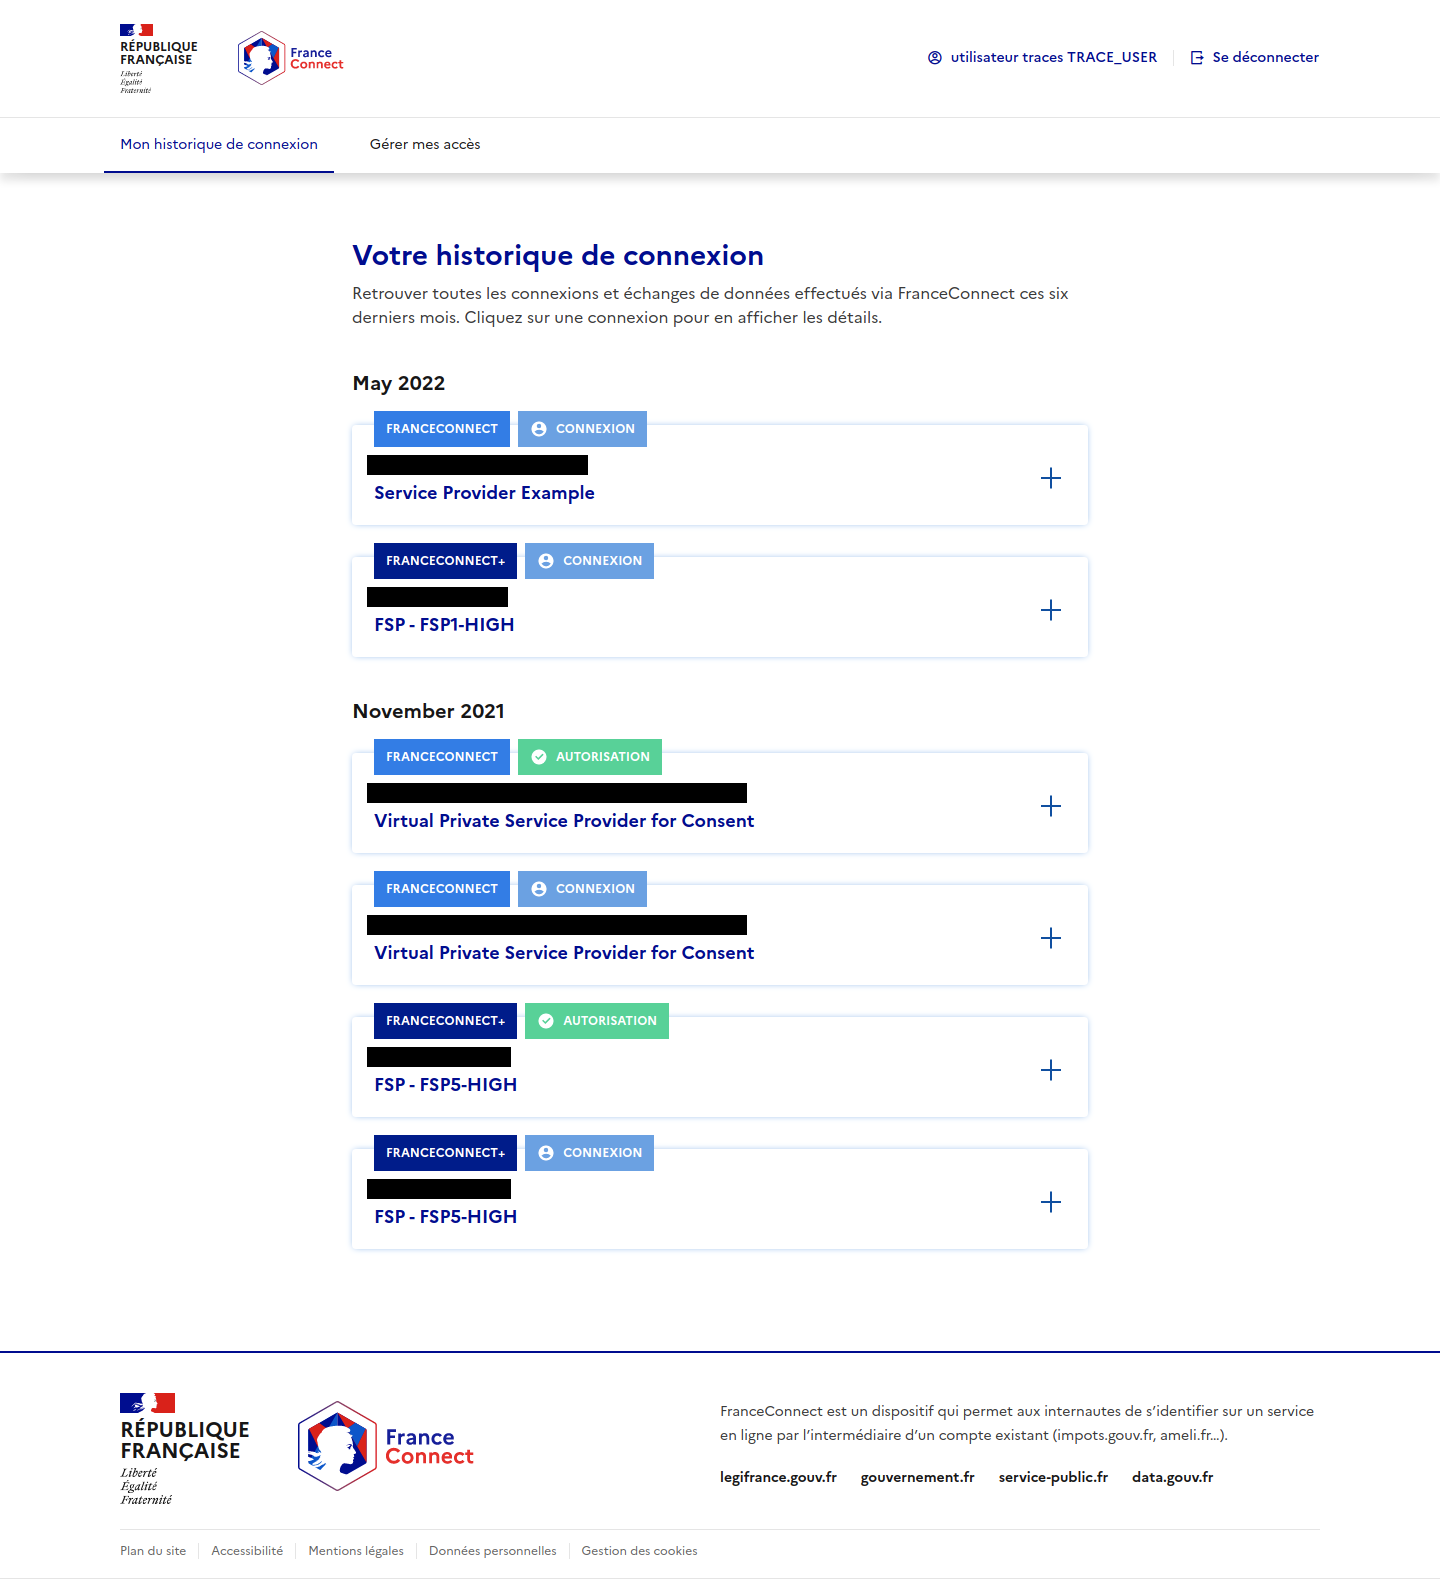 RÉPUBLIQUE
FRANÇAISE
Liberté
Égalité
Fraternité
France
Connect
utilisateur traces TRACE_USER
Se déconnecter
Mon historique de connexion
Gérer mes accès
Votre historique de connexion
Retrouver toutes les connexions et échanges de données effectués via FranceConnect ces six
derniers mois. Cliquez sur une connexion pour en afficher les détails.
May 2022
FRANCECONNECT
CONNEXION
Service Provider Example
FRANCECONNECT+
CONNEXION
FSP - FSP1-HIGH
November 2021
FRANCECONNECT
AUTORISATION
Virtual Private Service Provider for Consent
FRANCECONNECT
CONNEXION
Virtual Private Service Provider for Consent
FRANCECONNECT+
AUTORISATION
FSP - FSP5-HIGH
FRANCECONNECT+
CONNEXION
FSP - FSP5-HIGH
RÉPUBLIQUE
FRANÇAISE
Liberté
Égalité
Fraternité
France
Connect
FranceConnect est un dispositif qui permet aux internautes de s’identifier sur un service
en ligne par l’intermédiaire d’un compte existant (impots.gouv.fr, ameli.fr…).
legifrance.gouv.fr
gouvernement.fr
service-public.fr
data.gouv.fr
Plan du site
Accessibilité
Mentions légales
Données personnelles
Gestion des cookies